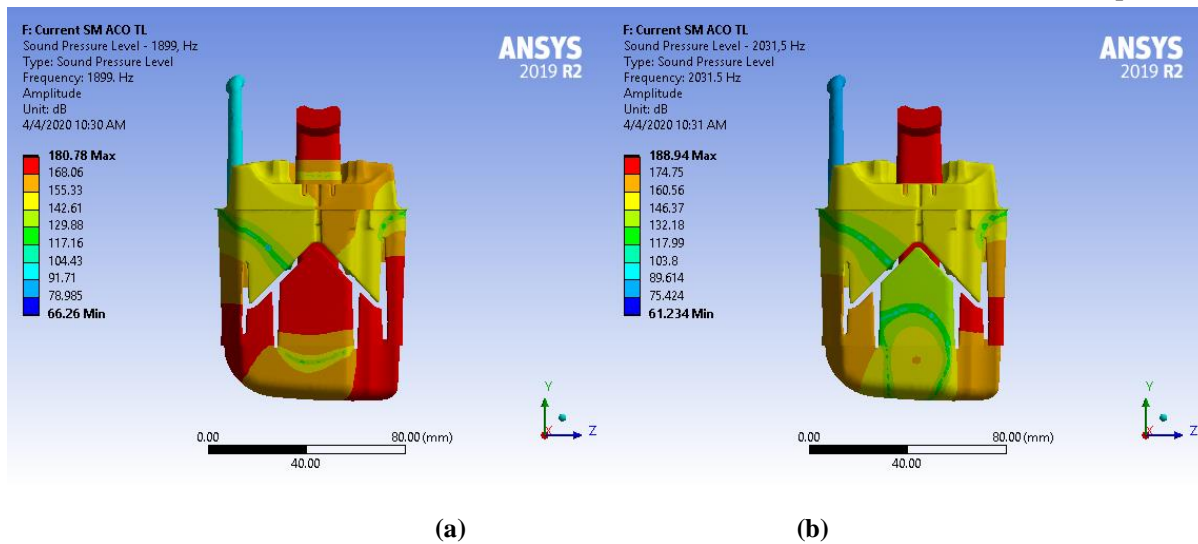 F: Current SM ACO TL
Sound Pressure Level - 1899, Hz
Type: Sound Pressure Level
Frequency: 1899. Hz
Amplitude
Unit: dB
4/4/2020 10:30 AM
ANSYS
2019 R2
180.78 Max
168.06
155.33
142.61
129.88
117.16
104.43
91.71
78.985
66.26 Min
Y
X
Z
0.00
80.00 (mm)
40.00
F: Current SM ACO TL
Sound Pressure Level - 2031,5 Hz
Type: Sound Pressure Level
Frequency: 2031.5 Hz
Amplitude
Unit: dB
4/4/2020 10:31 AM
ANSYS
2019 R2
188.94 Max
174.75
160.56
146.37
132.18
117.99
103.8
89.614
75.424
61.234 Min
Y
X
Z
0.00
80.00 (mm)
40.00
(a)
(b)